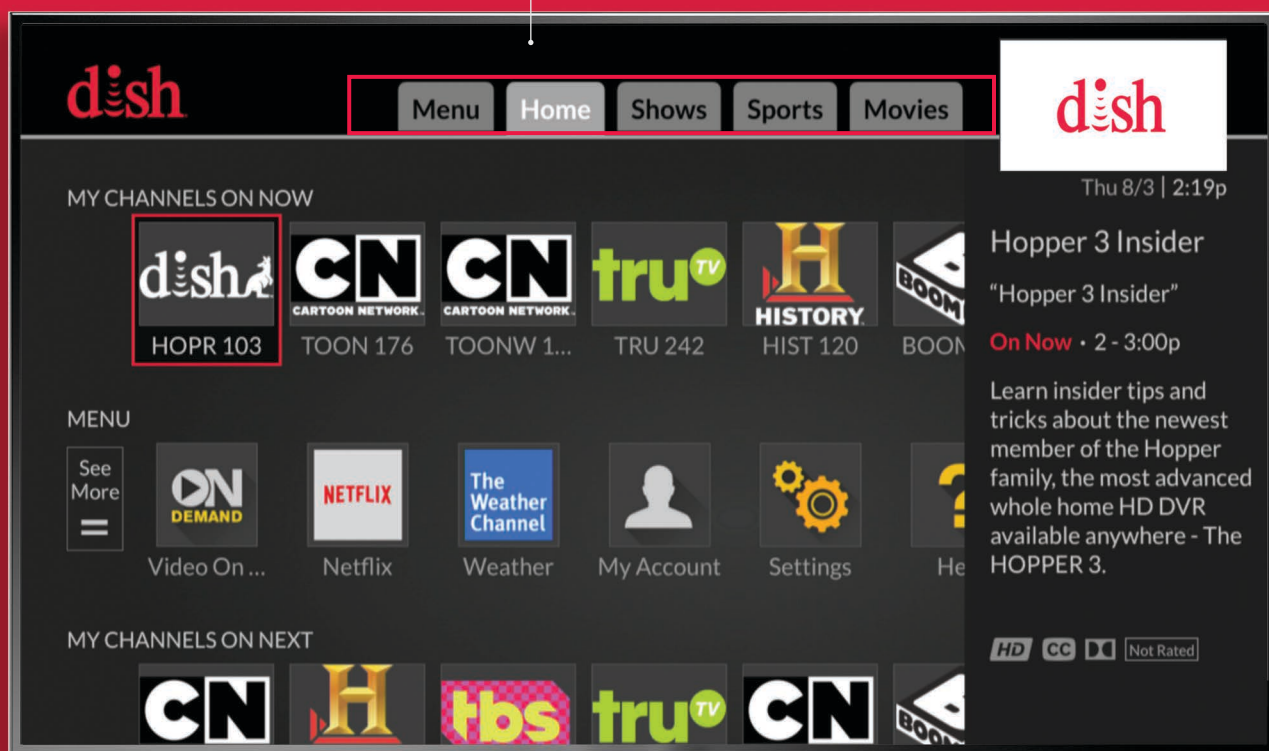 dish
Menu Home Shows Sports Movies
dish
Thu 8/3 | 2:19p
MY CHANNELS ON NOW
dish CN CN tru TV H BOOM
CARTOON NETWORK. CARTOON NETWORK. HISTORY.
HOPR 103 TOON 176 TOONW 1... TRU 242 HIST 120 BOOM
Hopper 3 Insider
“Hopper 3 Insider”
On Now • 2 - 3:00p
Learn insider tips and
tricks about the newest
member of the Hopper
family, the most advanced
whole home HD DVR
available anywhere - The
HOPPER 3.
HD CC Not Rated
MENU
See
More
ON
DEMAND
NETFLIX
The
Weather
Channel
?
Video On ... Netflix Weather My Account Settings He
MY CHANNELS ON NEXT
CN H tbs tru TV CN BOOM